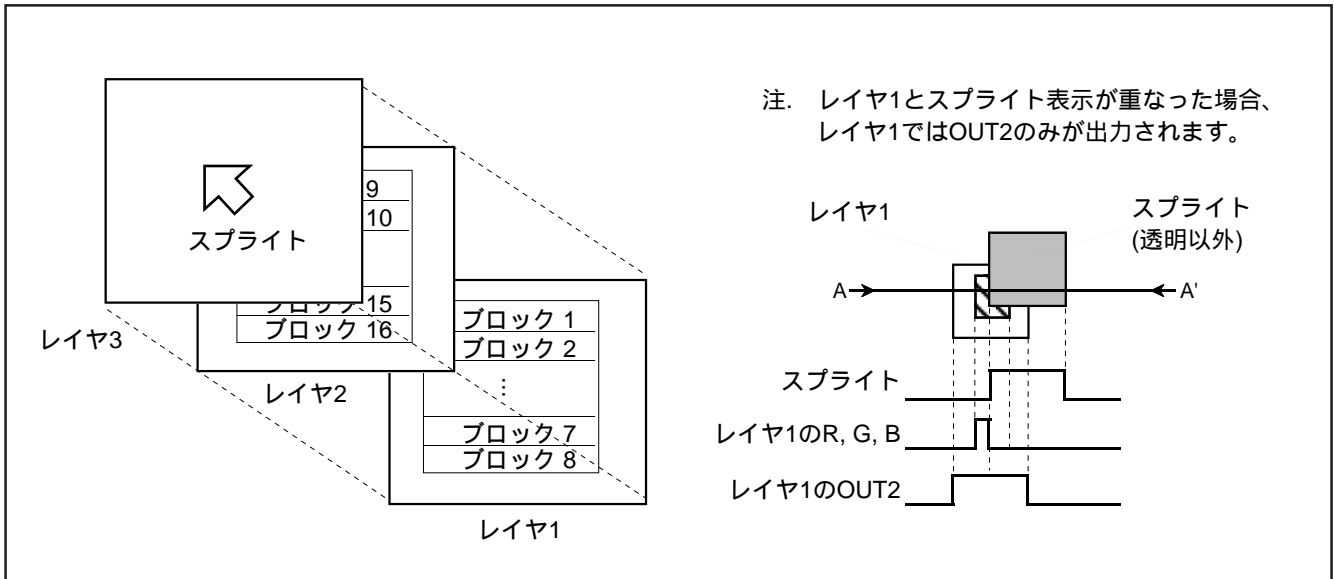 スプライト
レイヤ3
9
10
ブロック 15
ブロック 16
レイヤ2
ブロック 1
ブロック 2
⋮
ブロック 7
ブロック 8
レイヤ1
注. レイヤ1とスプライト表示が重なった場合、
レイヤ1ではOUT2のみが出力されます。
レイヤ1
スプライト
(透明以外)
A
A'
スプライト
レイヤ1のR, G, B
レイヤ1のOUT2